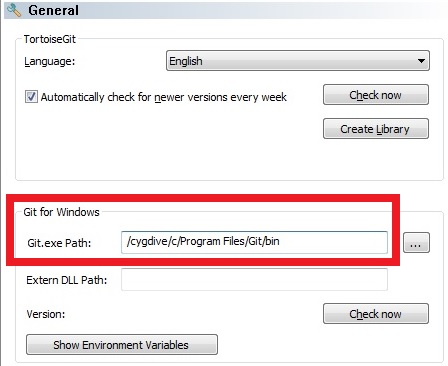 General
TortoiseGit
Language:
English
Automatically check for newer versions every week
Check now
Create Library
Git for Windows
Git.exe Path:
/cygdive/c/Program Files/Git/bin
...
Extern DLL Path:
Version:
Check now
Show Environment Variables